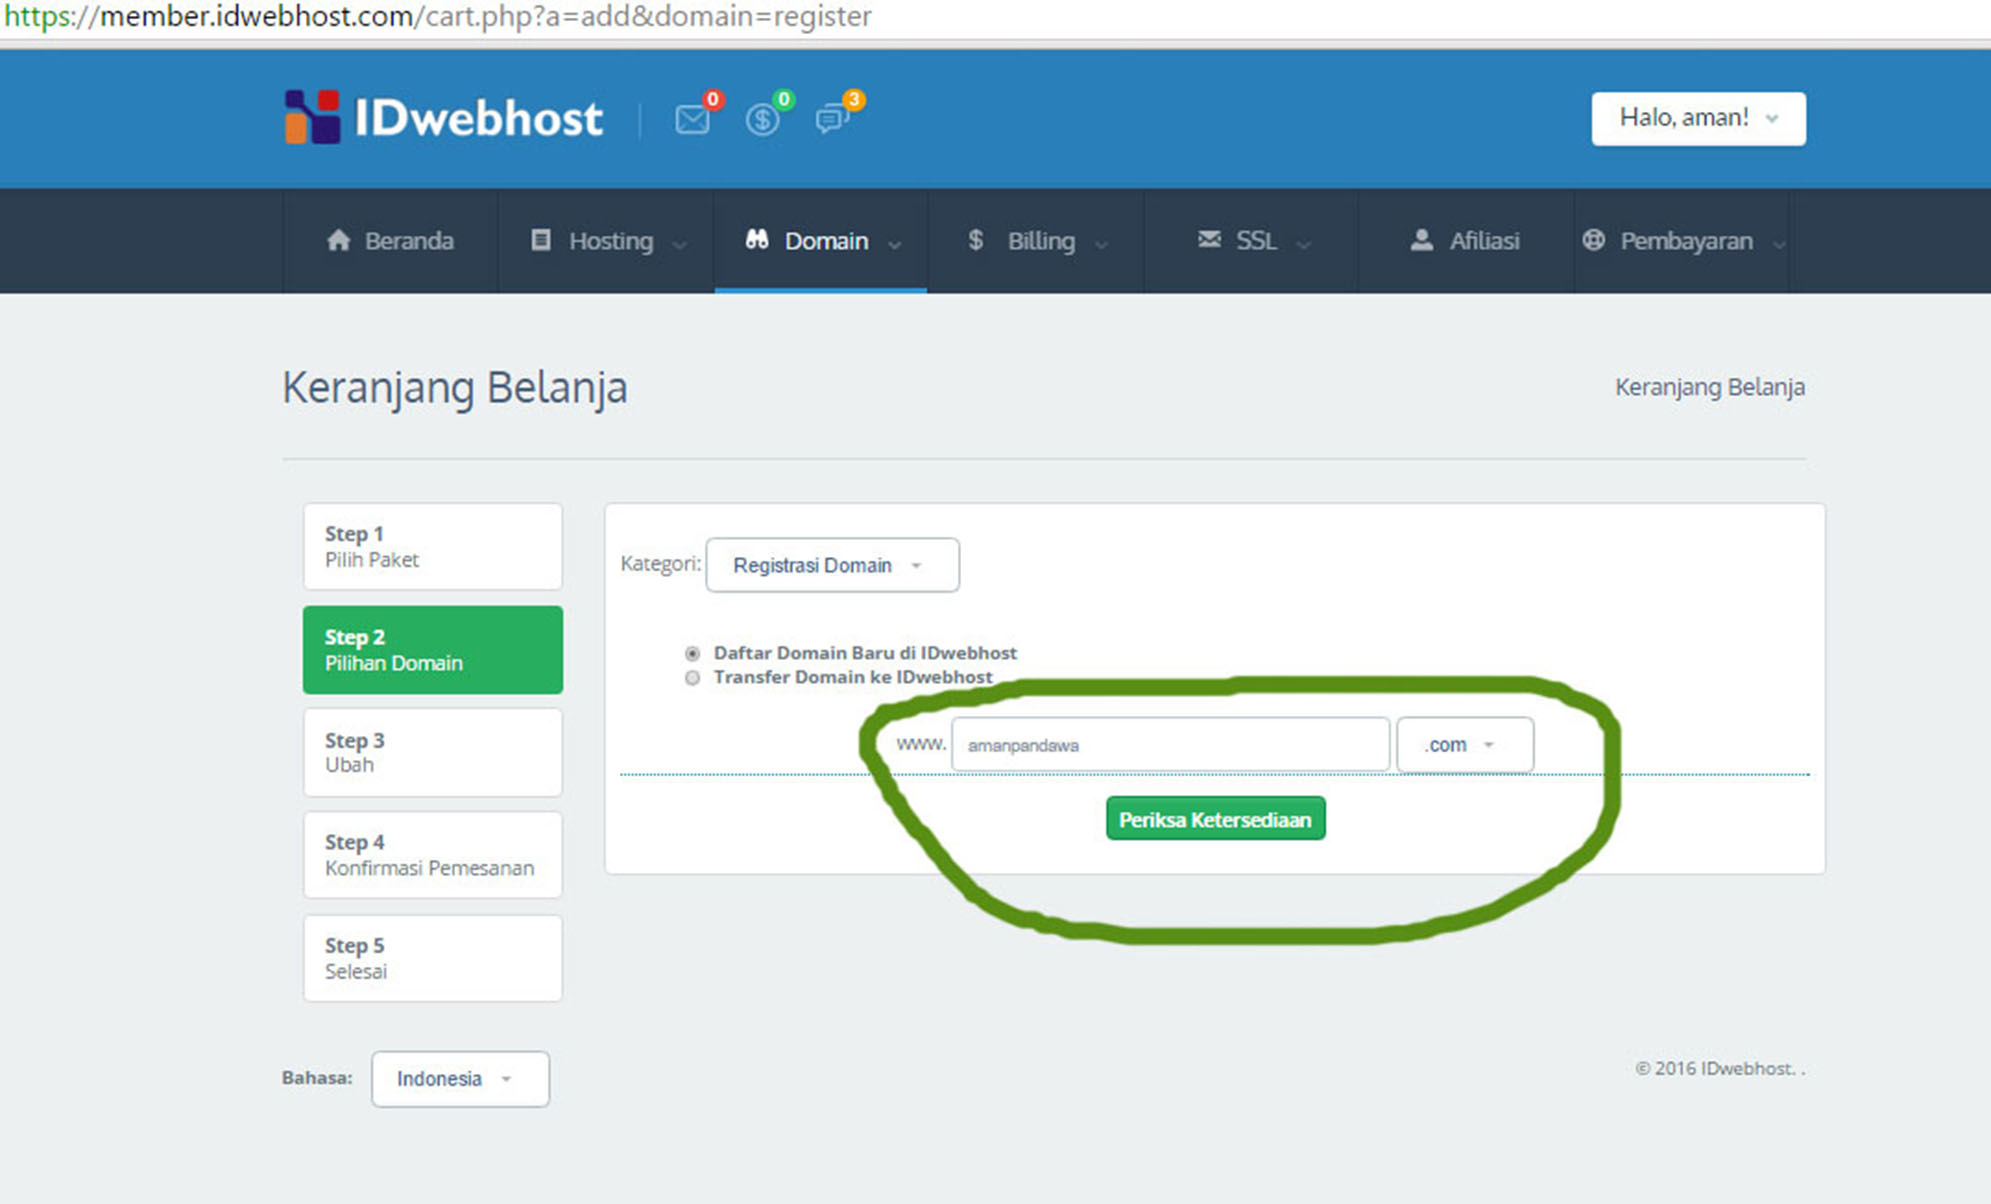 https://member.idwebhost.com/cart.php?a=add&domain=register
IDwebhost 0 0 3 Halo, aman!
Beranda Hosting Domain $ Billing SSL Afiliasi Pembayaran
Keranjang Belanja Keranjang Belanja
Step 1
Pilih Paket
Step 2
Pilihan Domain
Step 3
Ubah
Step 4
Konfirmasi Pemesanan
Step 5
Selesai
Kategori: Registrasi Domain
Daftar Domain Baru di IDwebhost
Transfer Domain ke IDwebhost
www. amanpandawa .com
Periksa Ketersediaan
Bahasa: Indonesia
© 2016 IDwebhost. .